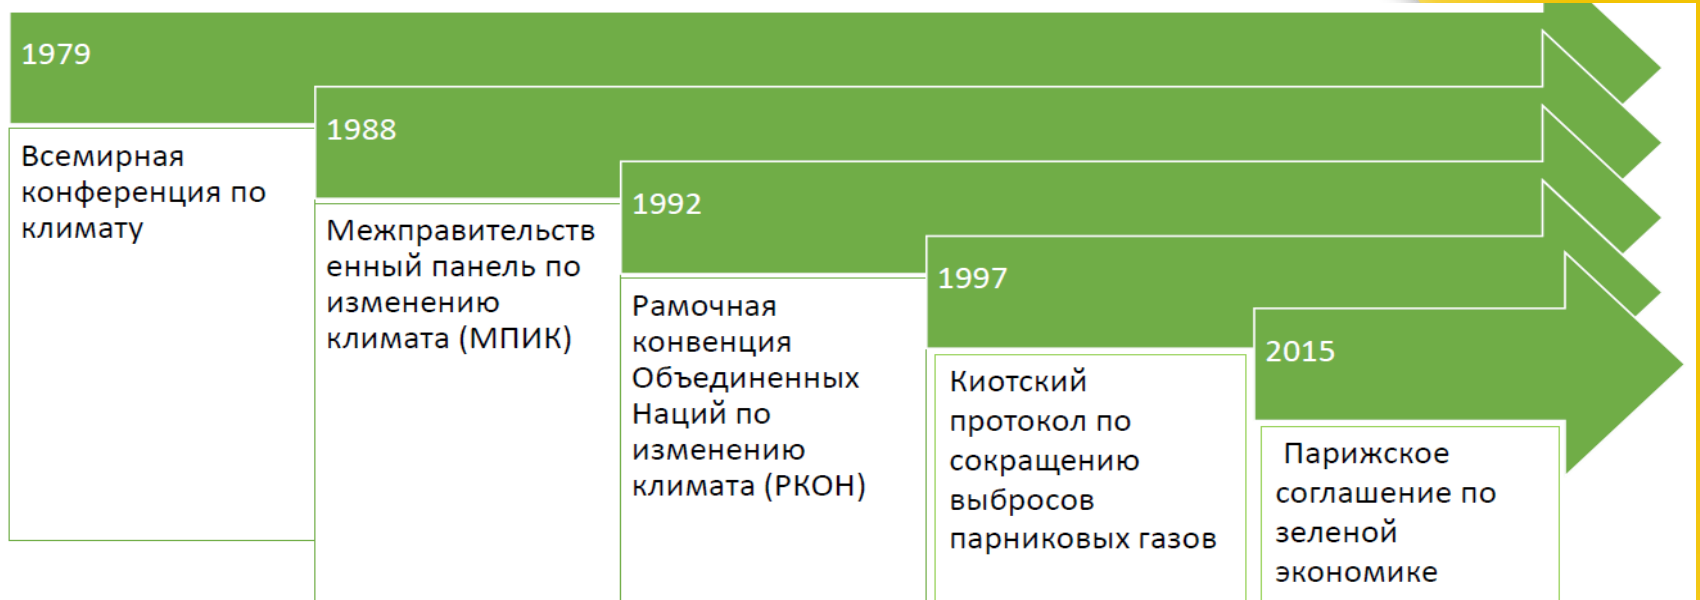 1979
Всемирная
конференция по
климату
1988
Межправительств
енный панель по
изменению
климата (МПИК)
1992
Рамочная
конвенция
Объединенных
Наций по
изменению
климата (РКОН)
1997
Киотский
протокол по
сокращению
выбросов
парниковых газов
2015
Парижское
соглашение по
зеленой
экономике